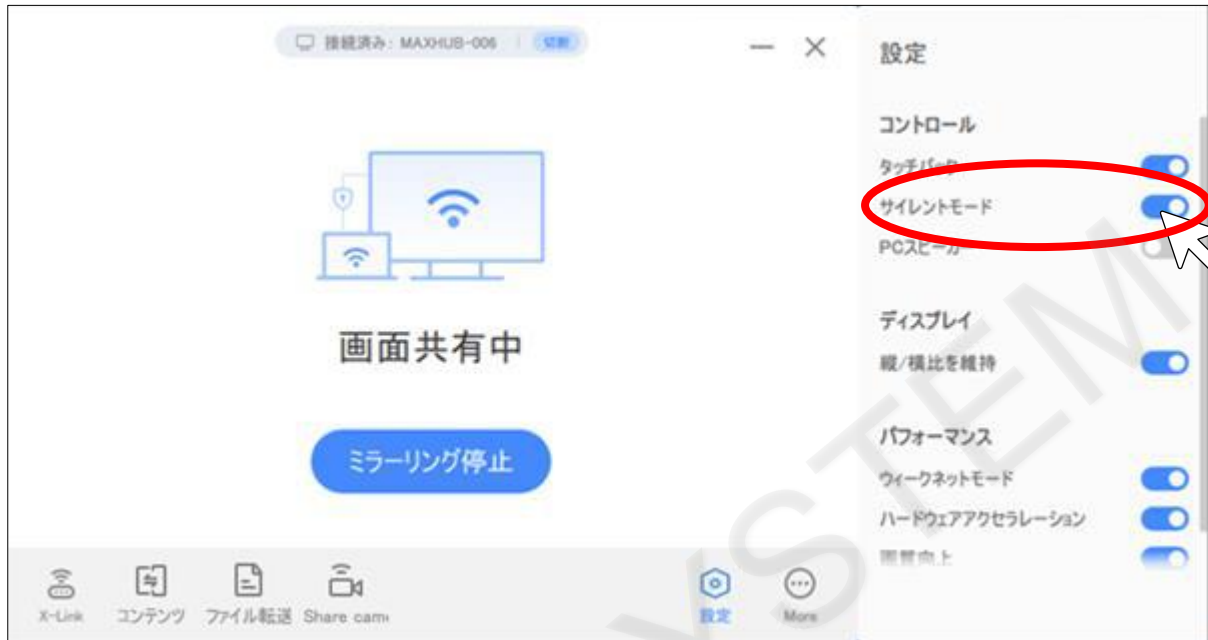 接続済み: MAXHUB-006 | 切断
設定
コントロール
タッチバック
サイレントモード
PCスピーカ
ディスプレイ
縦/横比を維持
パフォーマンス
ウィークネットモード
ハードウェアアクセラレーション
画質向上
画面共有中
ミラーリング停止
X-Link
コンテンツ
ファイル転送
Share came
設定
More
YSTEM